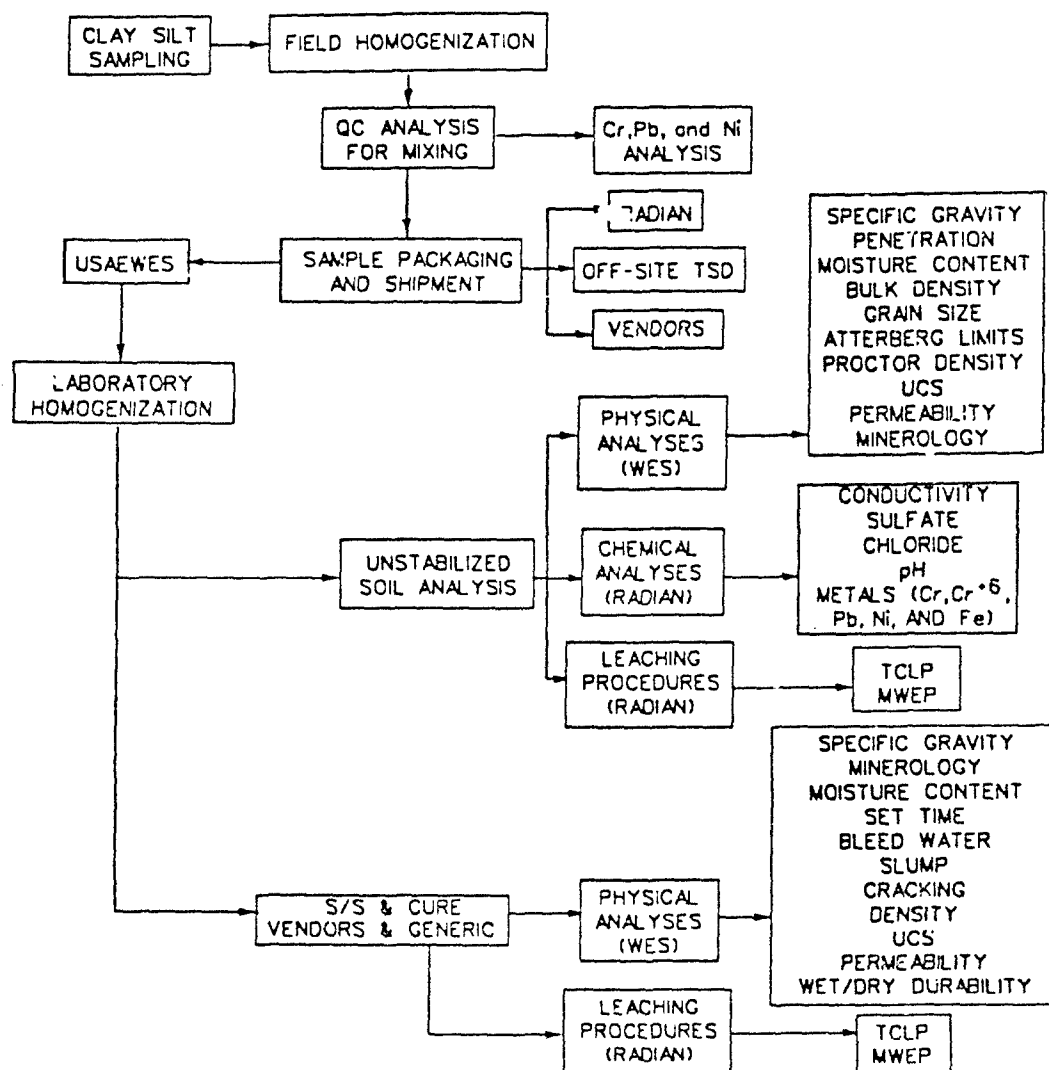 CLAY SILT
SAMPLING
FIELD HOMOGENIZATION
QC ANALYSIS
FOR MIXING
Cr,Pb, and Ni
ANALYSIS
RADIAN
USAEWES
SAMPLE PACKAGING
AND SHIPMENT
OFF-SITE TSD
VENDORS
LABORATORY
HOMOGENIZATION
SPECIFIC GRAVITY
PENETRATION
MOISTURE CONTENT
BULK DENSITY
GRAIN SIZE
ATTERBERG LIMITS
PROCTOR DENSITY
UCS
PERMEABILITY
MINEROLOGY
PHYSICAL
ANALYSES
(WES)
UNSTABILIZED
SOIL ANALYSIS
CHEMICAL
ANALYSES
(RADIAN)
CONDUCTIVITY
SULFATE
CHLORIDE
pH
METALS (Cr,Cr+6,
Pb, Ni, AND Fe)
LEACHING
PROCEDURES
(RADIAN)
TCLP
MWEP
SPECIFIC GRAVITY
MINEROLOGY
MOISTURE CONTENT
SET TIME
BLEED WATER
SLUMP
CRACKING
DENSITY
UCS
PERMEABILITY
WET/DRY DURABILITY
S/S & CURE
VENDORS & GENERIC
PHYSICAL
ANALYSES
(WES)
LEACHING
PROCEDURES
(RADIAN)
TCLP
MWEP